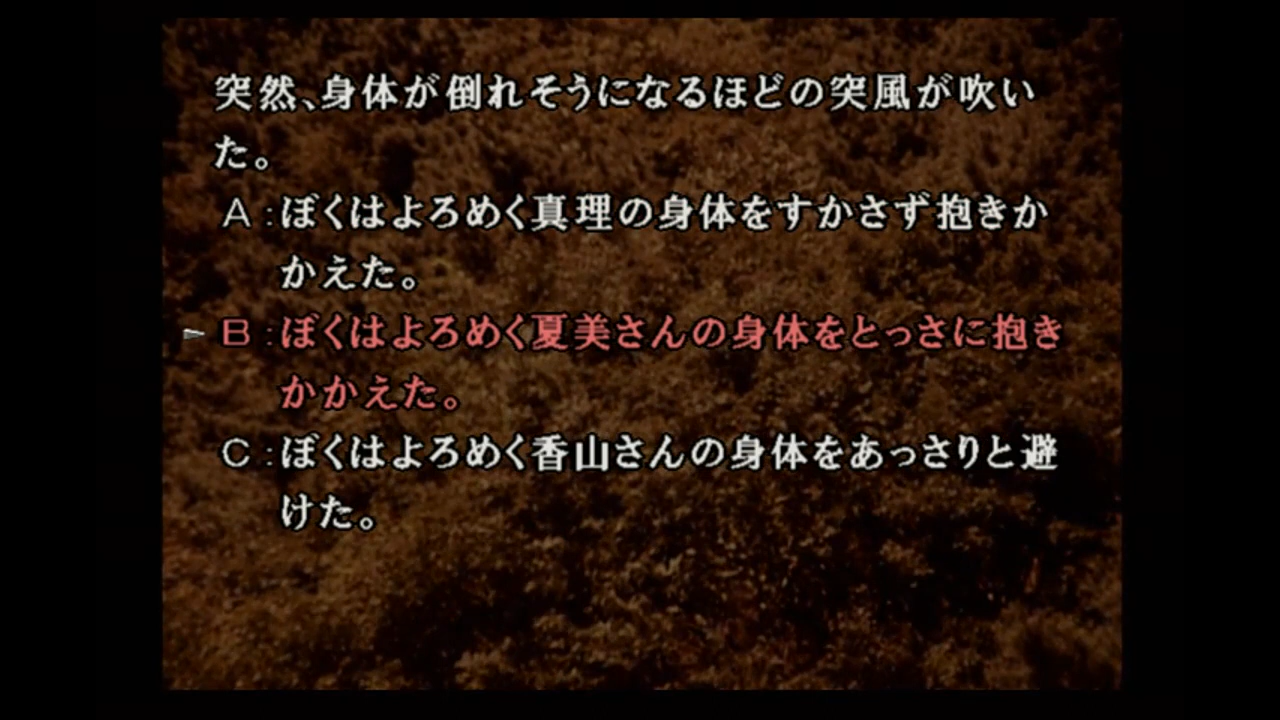 突然、身体が倒れそうになるほどの突風が吹い
た。
A:ぼくはよろめく真理の身体をすかさず抱きか
かえた。
B:ぼくはよろめく夏美さんの身体をとっさに抱き
かかえた。
C:ぼくはよろめく香山さんの身体をあっさりと避
けた。